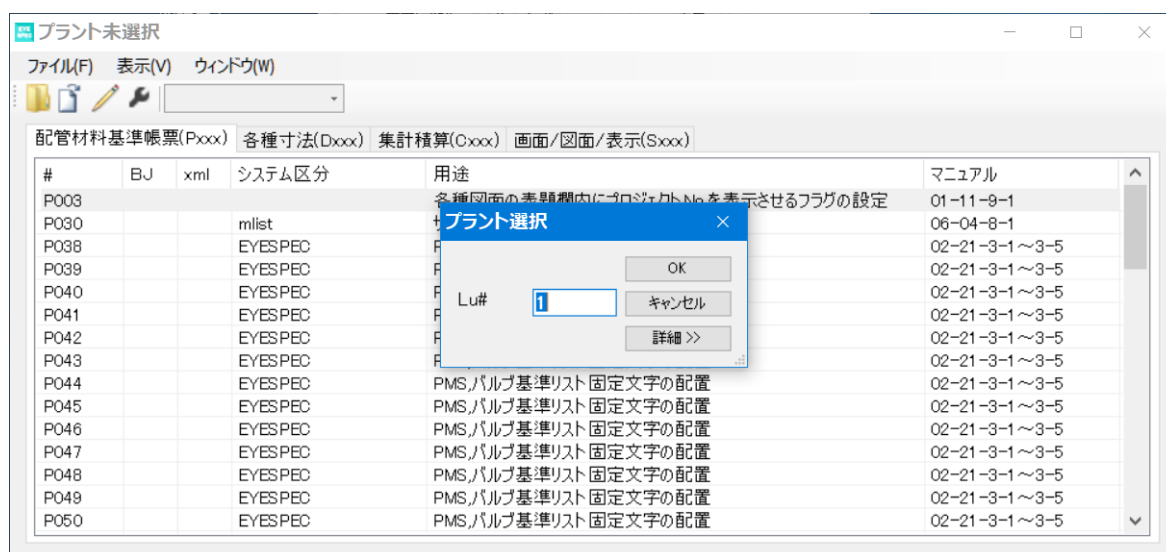 プラント未選択
ファイル(F) 表示(V) ウィンドウ(W)
配管材料基準帳票(Pxxx) 各種寸法(Dxxx) 集計積算(Cxxx) 画面/図面/表示(Sxxx)
# BJ xml システム区分 用途 マニュアル
P003 各種図面の表題欄内にプロジェクトNoを表示させるフラグの設定 01-11-9-1
P030 mlist 06-04-8-1
P038 EYESPEC 02-21-3-1～3-5
P039 EYESPEC 02-21-3-1～3-5
P040 EYESPEC 02-21-3-1～3-5
P041 EYESPEC 02-21-3-1～3-5
P042 EYESPEC 02-21-3-1～3-5
P043 EYESPEC 02-21-3-1～3-5
P044 EYESPEC PMS,バルブ基準リスト固定文字の配置 02-21-3-1～3-5
P045 EYESPEC PMS,バルブ基準リスト固定文字の配置 02-21-3-1～3-5
P046 EYESPEC PMS,バルブ基準リスト固定文字の配置 02-21-3-1～3-5
P047 EYESPEC PMS,バルブ基準リスト固定文字の配置 02-21-3-1～3-5
P048 EYESPEC PMS,バルブ基準リスト固定文字の配置 02-21-3-1～3-5
P049 EYESPEC PMS,バルブ基準リスト固定文字の配置 02-21-3-1～3-5
P050 EYESPEC PMS,バルブ基準リスト固定文字の配置 02-21-3-1～3-5
プラント選択
OK
Lu# 1 キャンセル
詳細 >>